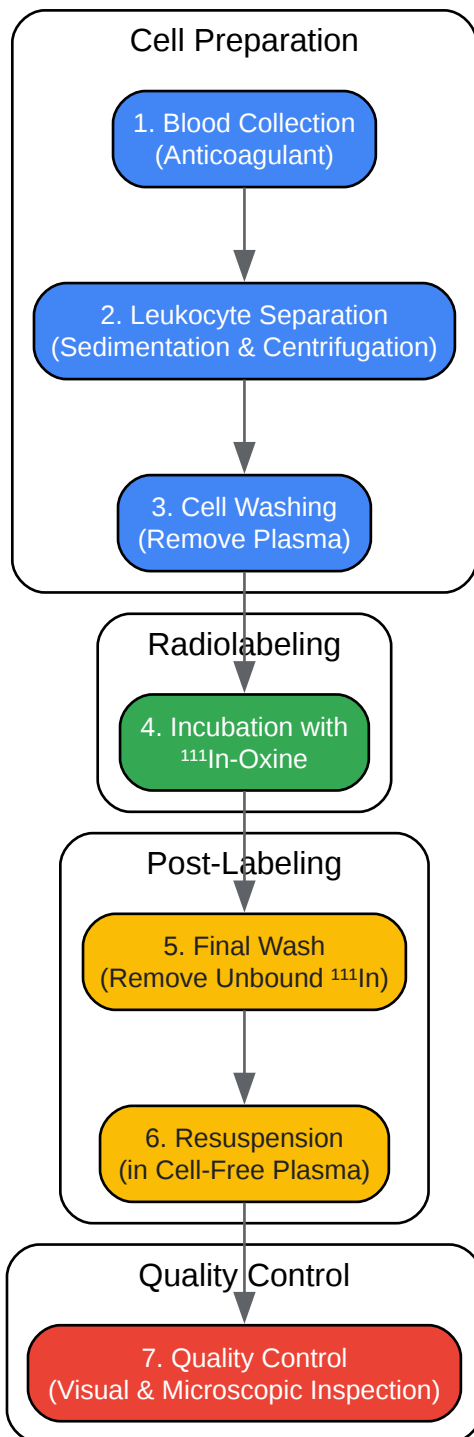 Cell Preparation
1. Blood Collection
(Anticoagulant)
2. Leukocyte Separation
(Sedimentation & Centrifugation)
3. Cell Washing
(Remove Plasma)
Radiolabeling
4. Incubation with
¹¹¹In-Oxine
Post-Labeling
5. Final Wash
(Remove Unbound ¹¹¹In)
6. Resuspension
(in Cell-Free Plasma)
Quality Control
7. Quality Control
(Visual & Microscopic Inspection)